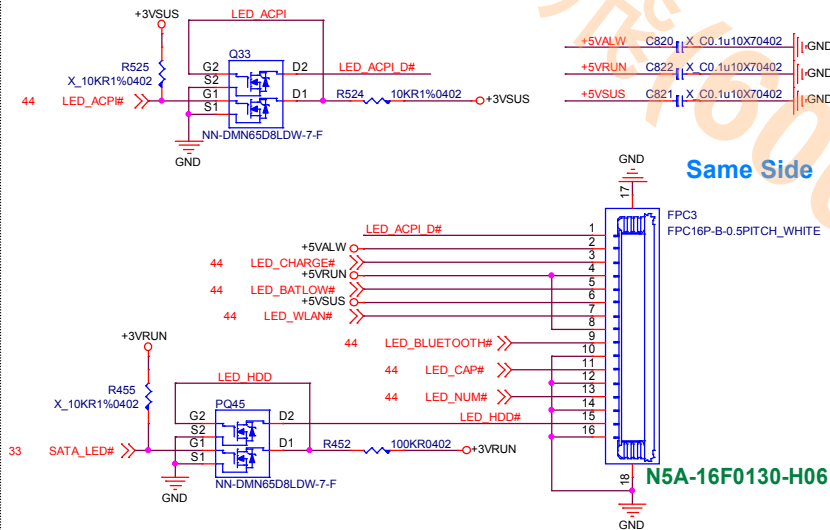 +3VSUS
LED_ACPI
R525
X_10KR1%0402
44 LED_ACPI#
Q33
G2
S2
G1
S1
D2
D1
LED_ACPI_D#
R524 10KR1%0402
+3VSUS
NN-DMN65D8LDW-7-F
GND
+5VALW C820 X_C0.1u10X70402 GND
+5VRUN C822 X_C0.1u10X70402 GND
+5VSUS C821 X_C0.1u10X70402 GND
GND
Same Side
17
FPC3
FPC16P-B-0.5PITCH_WHITE
LED_ACPI_D# 1
+5VALW 2
44 LED_CHARGE# 3
+5VRUN 4
44 LED_BATLOW# 5
+5VSUS 6
44 LED_WLAN# 7
8
44 LED_BLUETOOTH# 9
10
44 LED_CAP# 11
12
44 LED_NUM# 13
14
LED_HDD# 15
16
18
GND
N5A-16F0130-H06
+3VRUN
LED_HDD
R455
X_10KR1%0402
33 SATA_LED#
PQ45
G2
S2
G1
S1
D2
D1
R452 100KR0402
+3VRUN
NN-DMN65D8LDW-7-F
GND